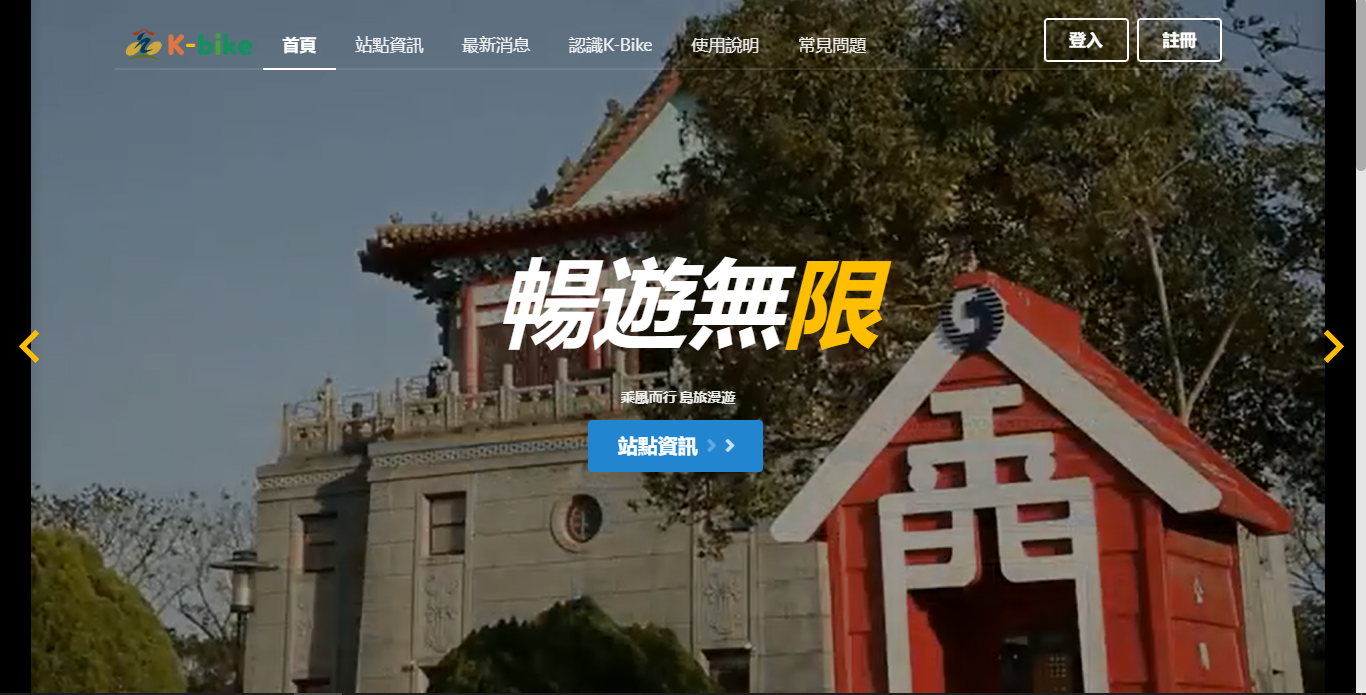 K-bike
首頁
站點資訊
最新消息
認識K-Bike
使用說明
常見問題
登入
註冊
暢遊無限
乘風而行 島旅漫遊
站點資訊